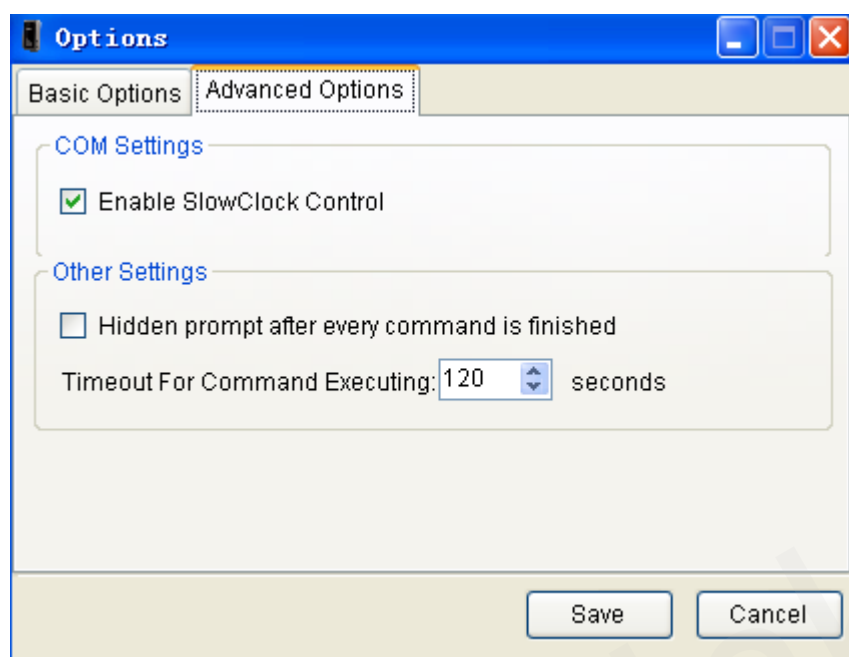 Options
Basic Options Advanced Options
COM Settings
Enable SlowClock Control
Other Settings
Hidden prompt after every command is finished
Timeout For Command Executing: 120 seconds
Save Cancel